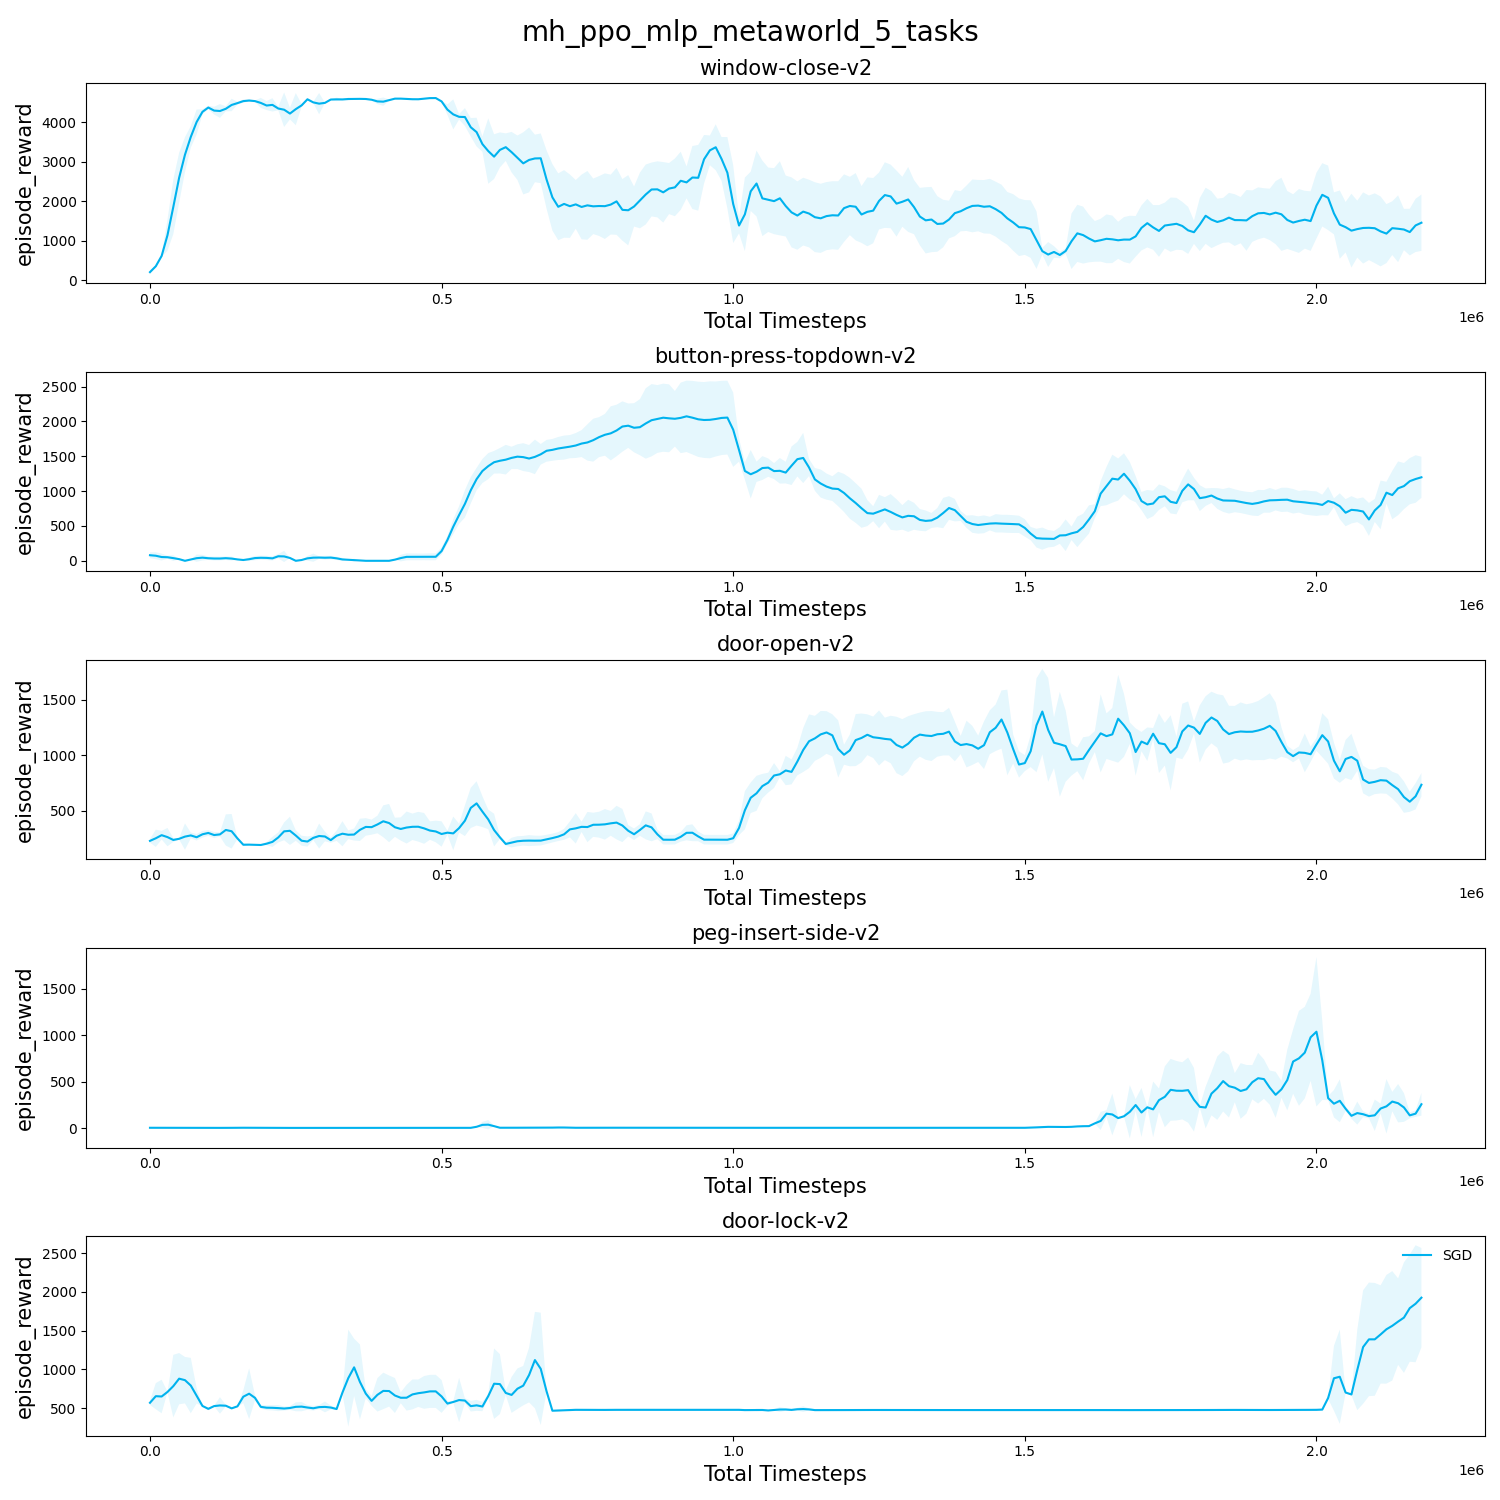 mh_ppo_mlp_metaworld_5_tasks
window-close-v2
episode_reward
4000
3000
2000
1000
0
0.0 0.5 1.0 1.5 2.0
1e6
Total Timesteps
button-press-topdown-v2
episode_reward
2500
2000
1500
1000
500
0
0.0 0.5 1.0 1.5 2.0
1e6
Total Timesteps
door-open-v2
episode_reward
1500
1000
500
0.0 0.5 1.0 1.5 2.0
1e6
Total Timesteps
peg-insert-side-v2
episode_reward
1500
1000
500
0
0.0 0.5 1.0 1.5 2.0
1e6
Total Timesteps
door-lock-v2
episode_reward
2500
2000
1500
1000
500
SGD
0.0 0.5 1.0 1.5 2.0
1e6
Total Timesteps